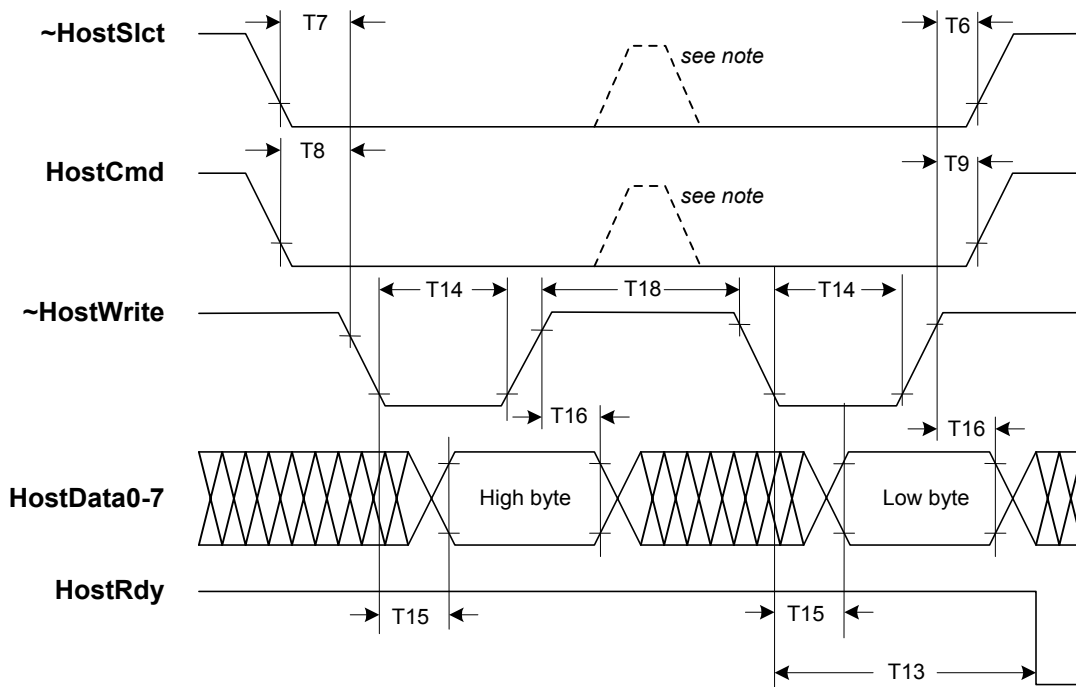 ~HostSlct
T7
see note
T6
HostCmd
T8
see note
T9
~HostWrite
T14
T18
T14
T16
T16
HostData0-7
High byte
Low byte
HostRdy
T15
T15
T13